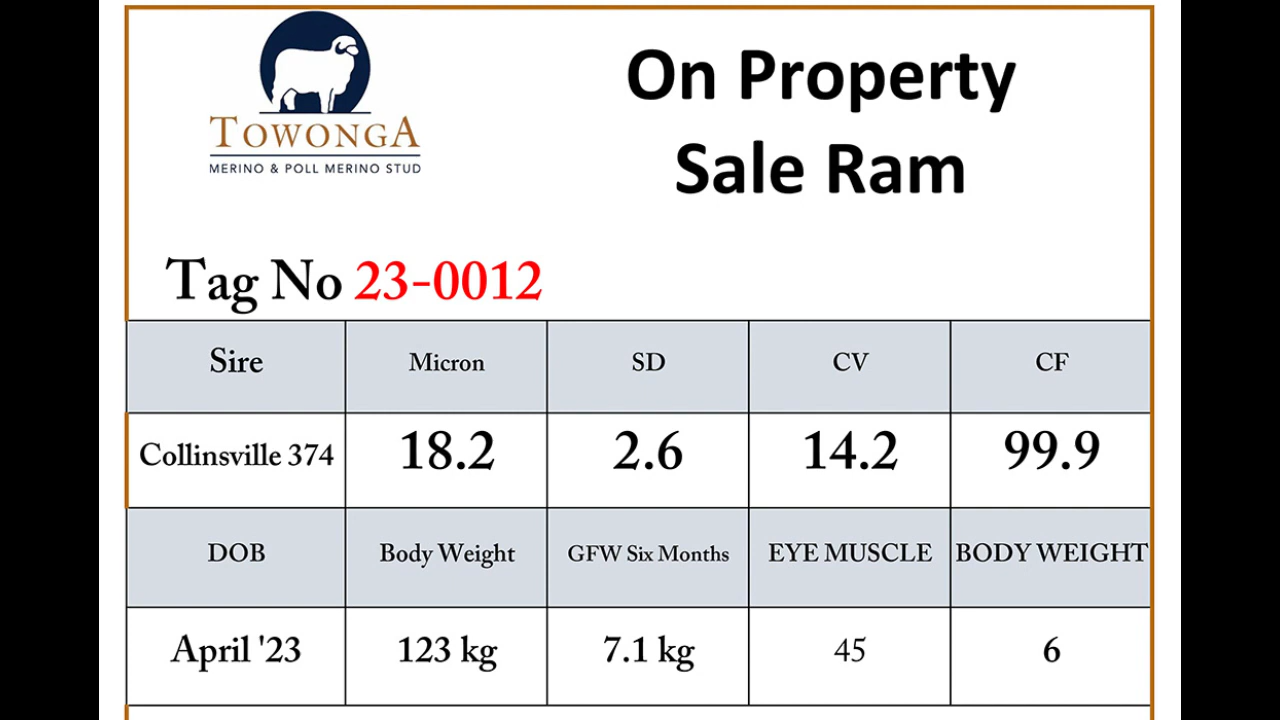 TOWONGA
MERINO & POLL MERINO STUD
On Property
Sale Ram
Tag No 23-0012
Sire Micron SD CV CF
Collinsville 374 18.2 2.6 14.2 99.9
DOB Body Weight GFW Six Months EYE MUSCLE BODY WEIGHT
April '23 123 kg 7.1 kg 45 6